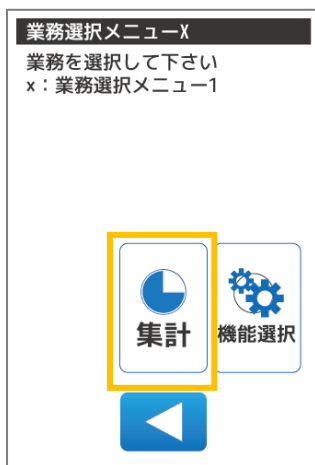 業務選択メニューX
業務を選択して下さい
x：業務選択メニュー1
集計
機能選択